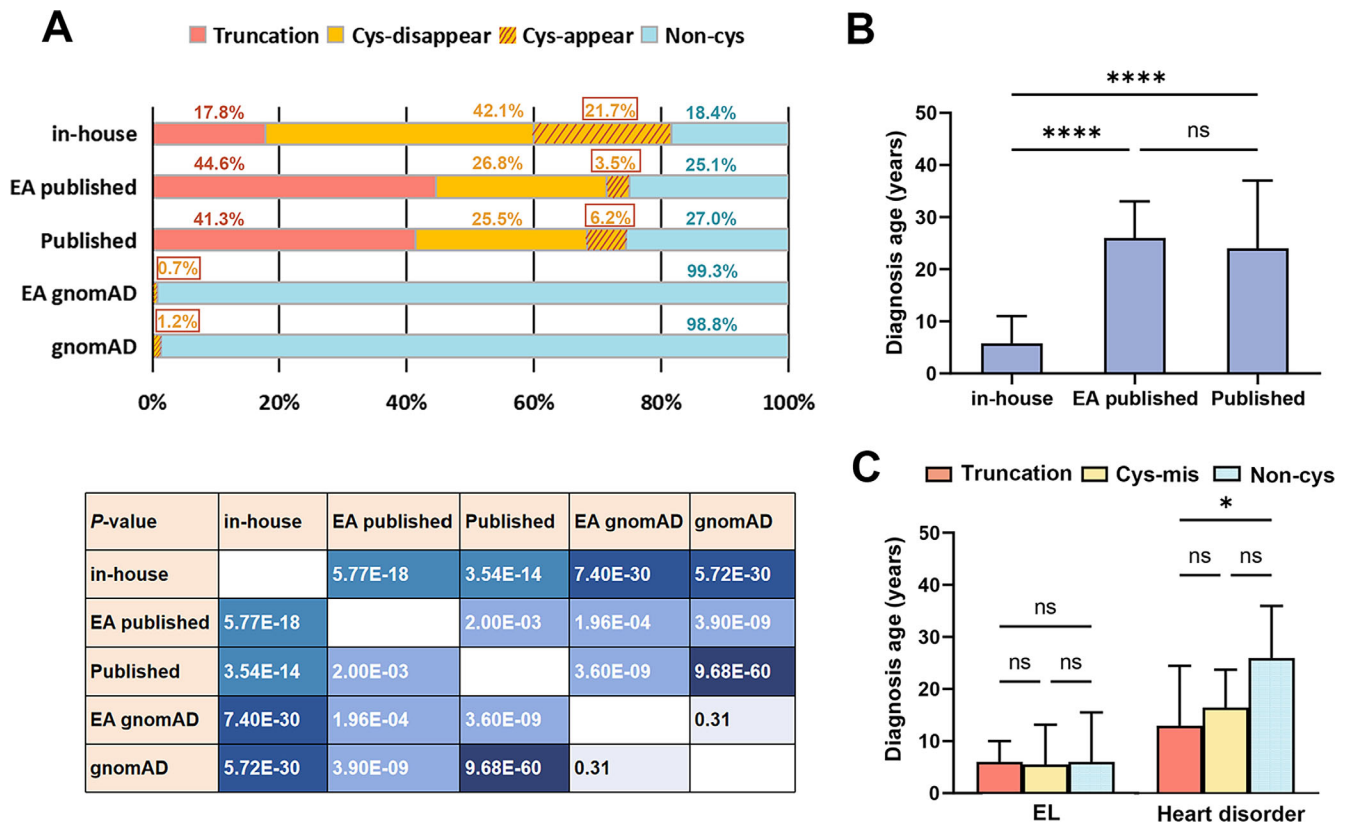 A
Truncation Cys-disappear Cys-appear Non-cys
17.8% 42.1% 21.7% 18.4%
in-house
44.6% 26.8% 3.5% 25.1%
EA published
41.3% 25.5% 6.2% 27.0%
Published
0.7% 99.3%
EA gnomAD
1.2% 98.8%
gnomAD
0% 20% 40% 60% 80% 100%
P-value in-house EA published Published EA gnomAD gnomAD
in-house 5.77E-18 3.54E-14 7.40E-30 5.72E-30
EA published 5.77E-18 2.00E-03 1.96E-04 3.90E-09
Published 3.54E-14 2.00E-03 3.60E-09 9.68E-60
EA gnomAD 7.40E-30 1.96E-04 3.60E-09 0.31
gnomAD 5.72E-30 3.90E-09 9.68E-60 0.31
B
****
**** ns
Diagnosis age (years)
50
40
30
20
10
0
in-house EA published Published
C
Truncation Cys-mis Non-cys
*
ns ns
ns
ns ns
Diagnosis age (years)
50
40
30
20
10
0
EL Heart disorder